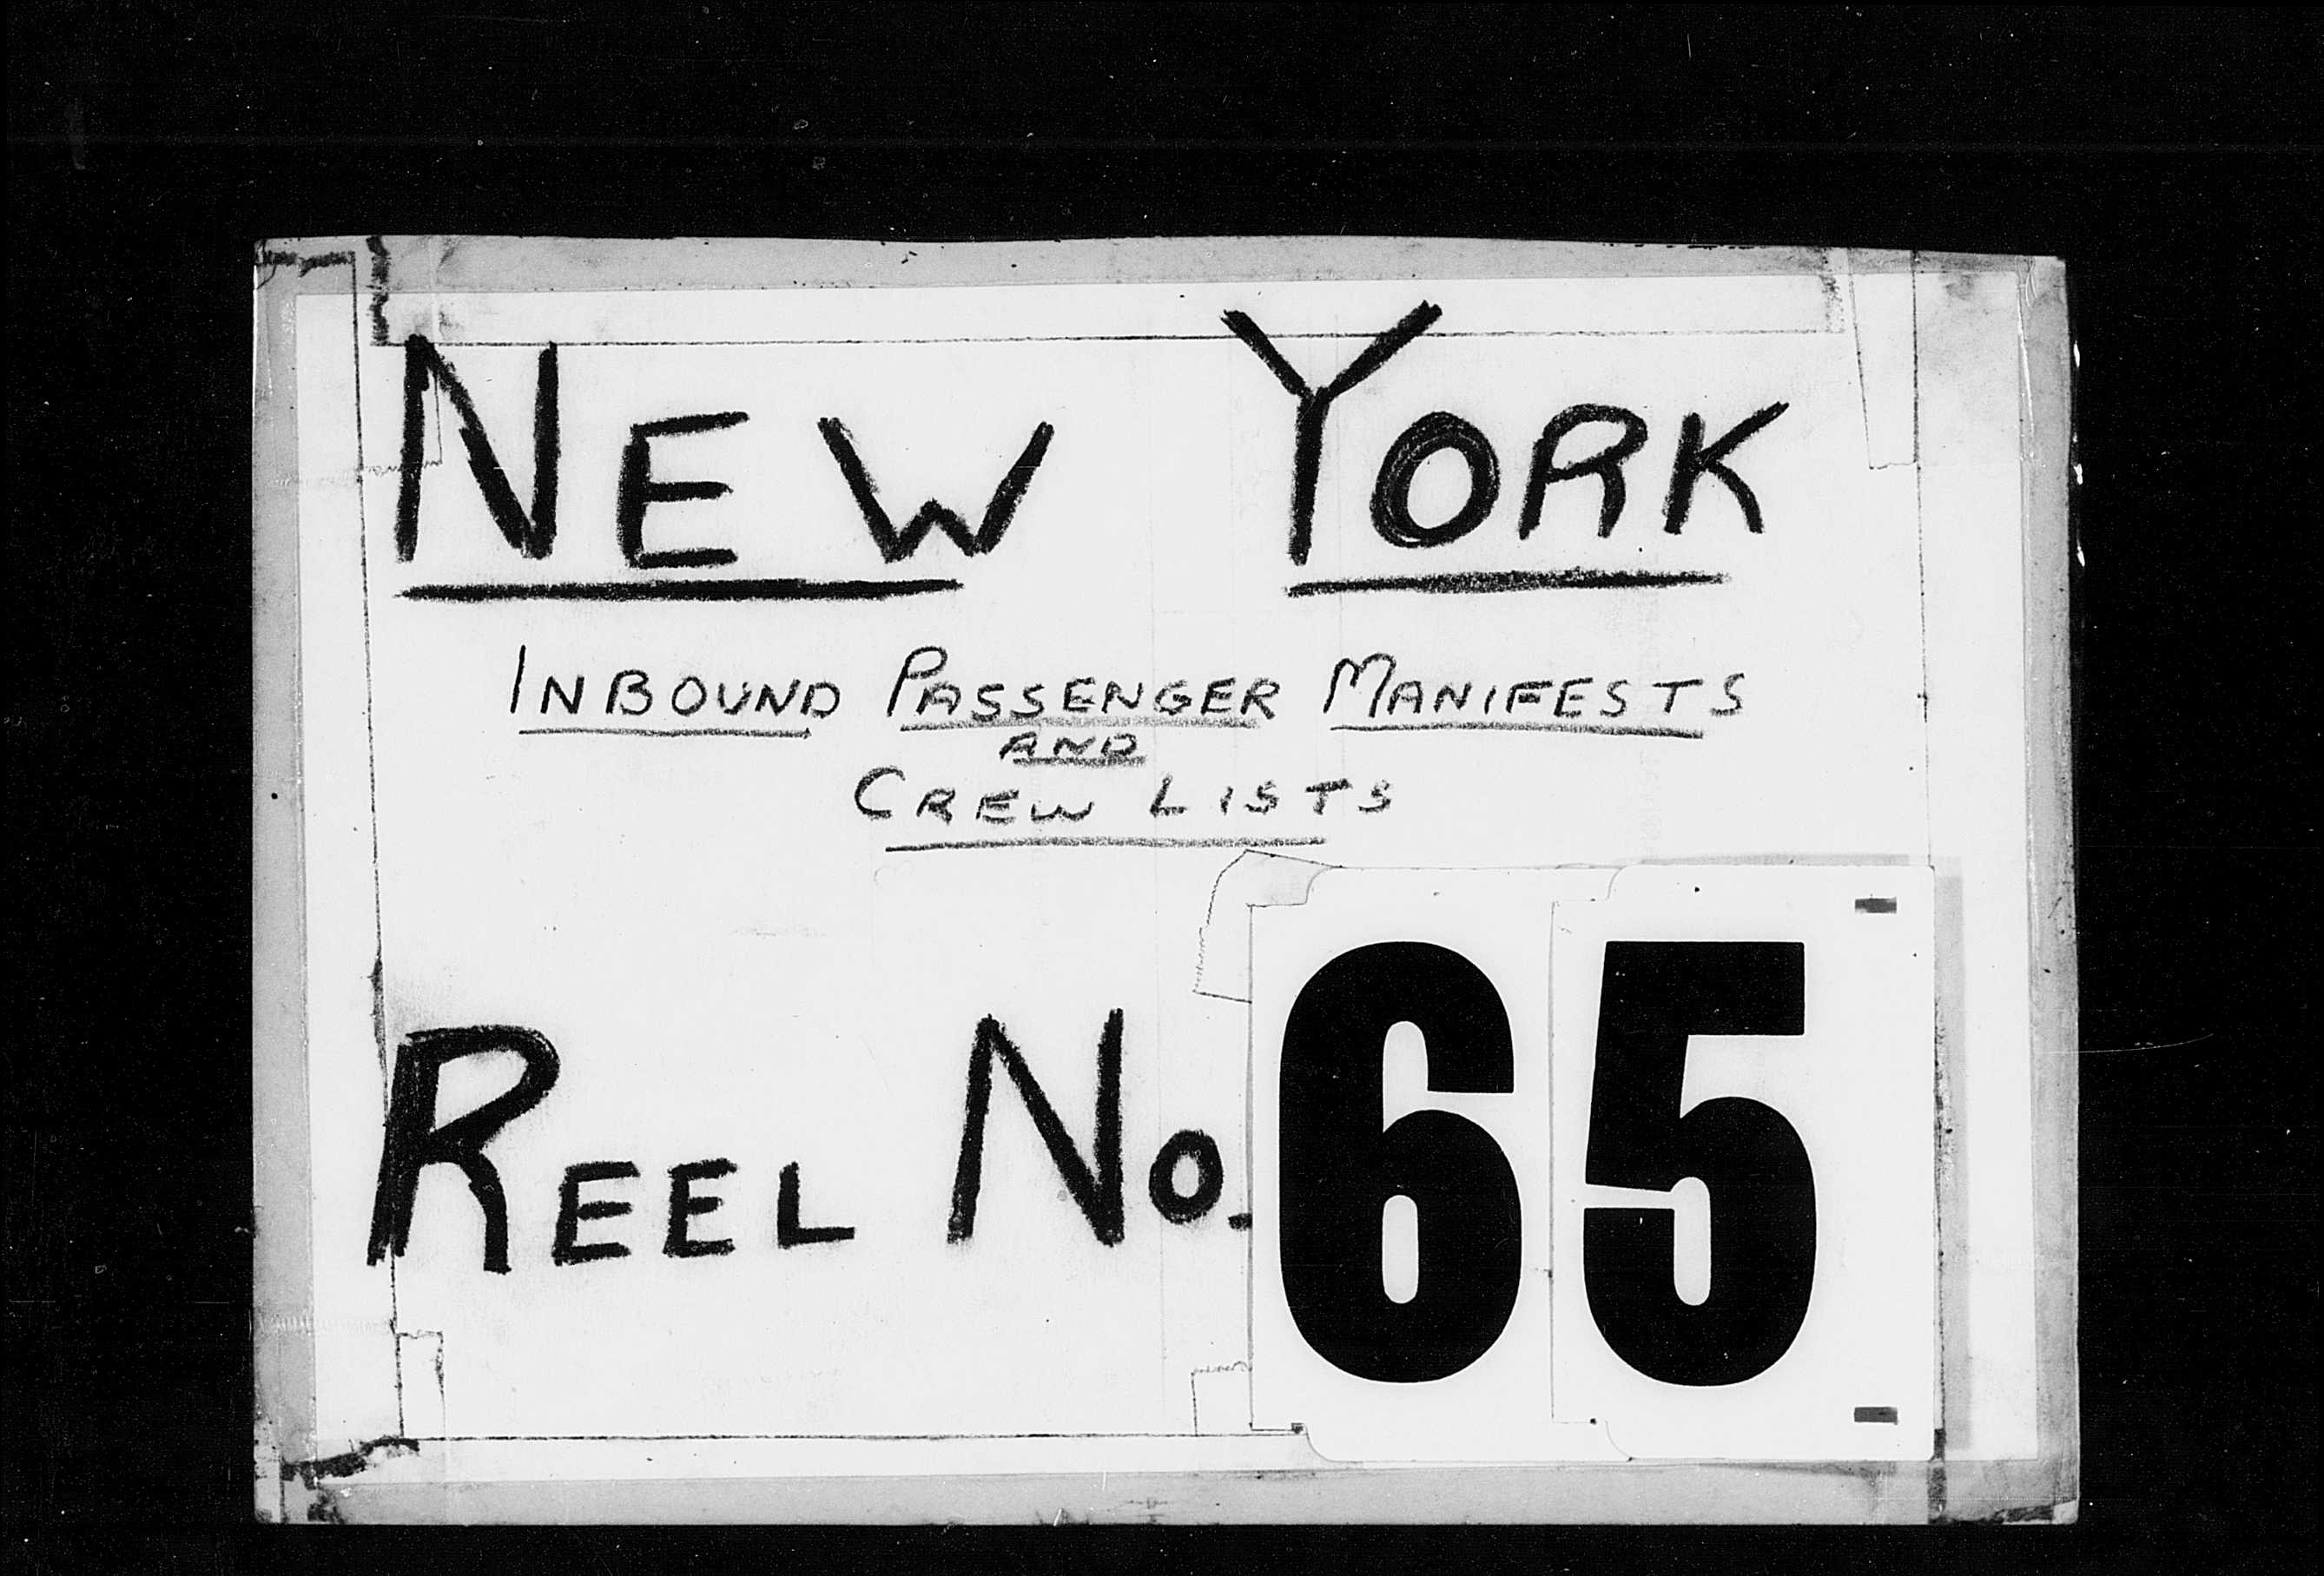 NEW YORK
INBOUND PASSENGER MANIFESTS
AND
CREW LISTS
REEL No. 65